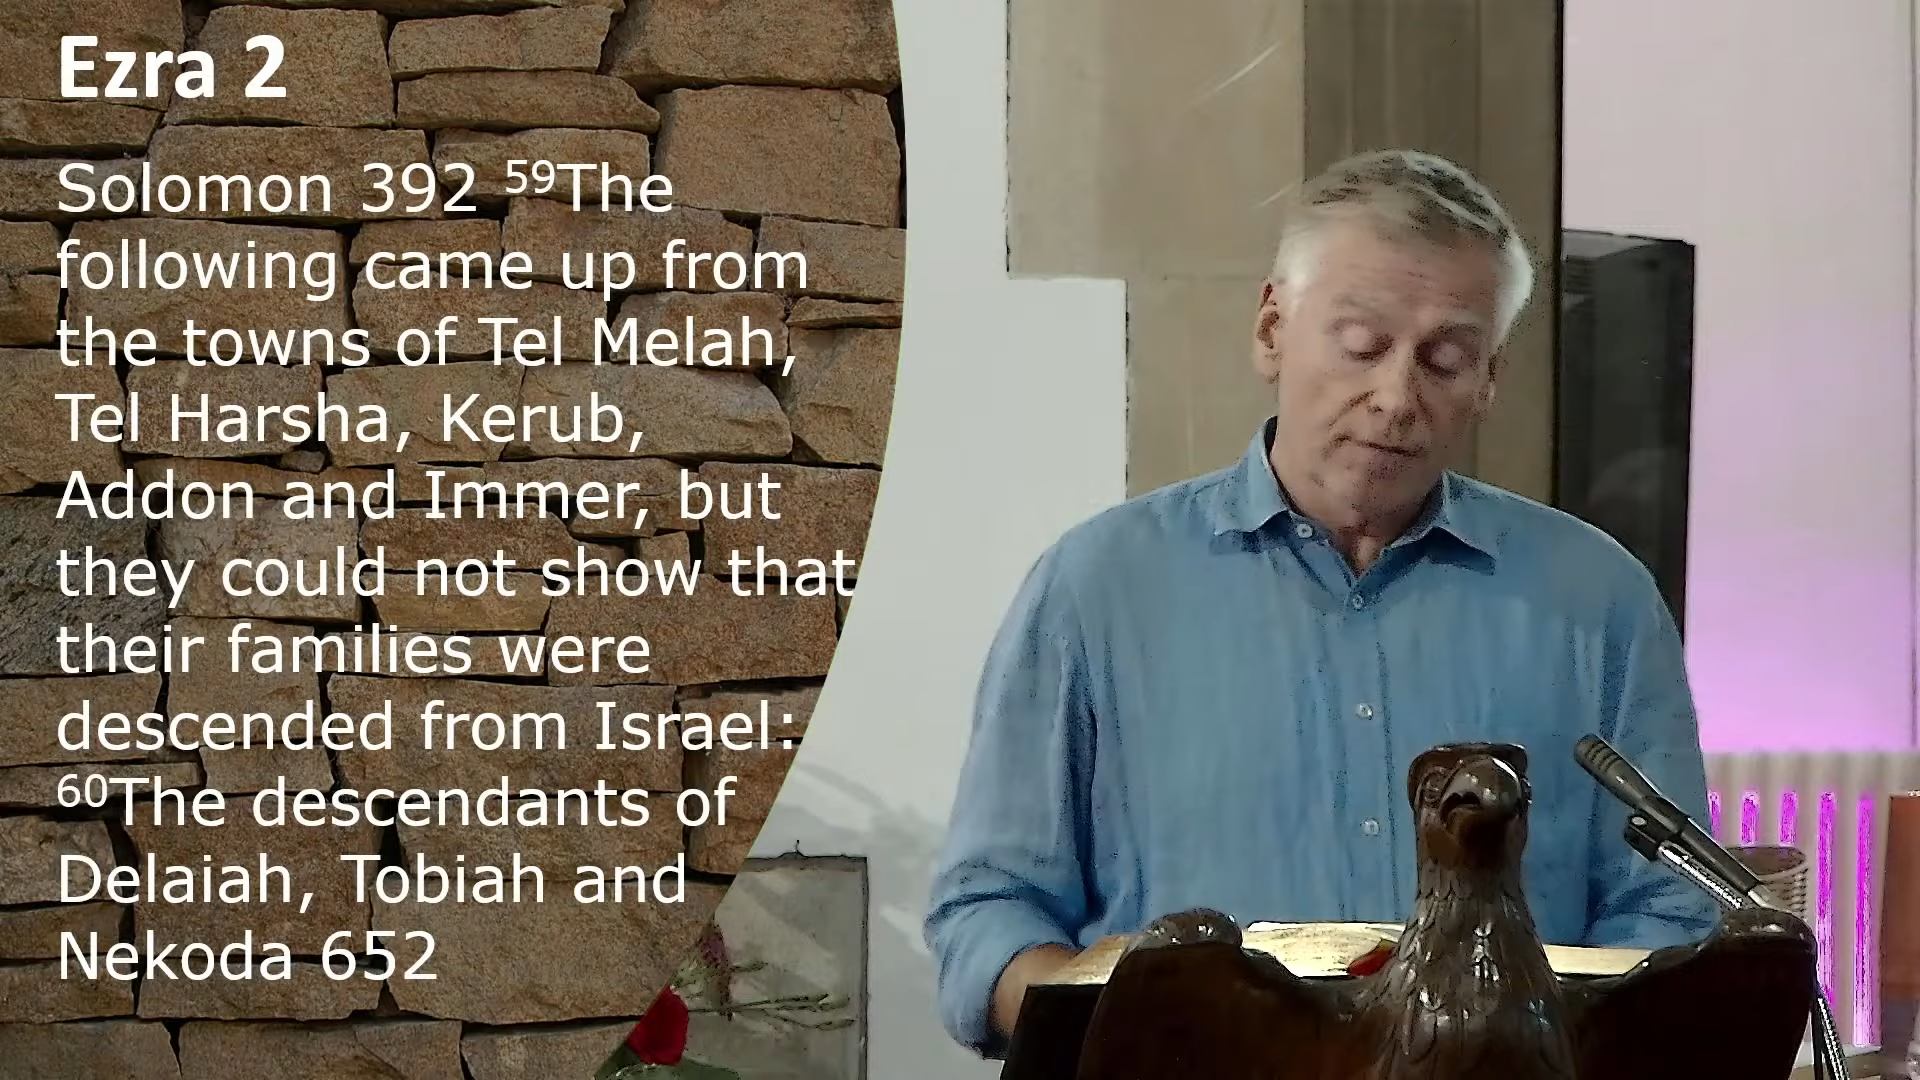 Ezra 2
Solomon 392 ⁵⁹The
following came up from
the towns of Tel Melah,
Tel Harsha, Kerub,
Addon and Immer, but
they could not show that
their families were
descended from Israel:
⁶⁰The descendants of
Delaiah, Tobiah and
Nekoda 652